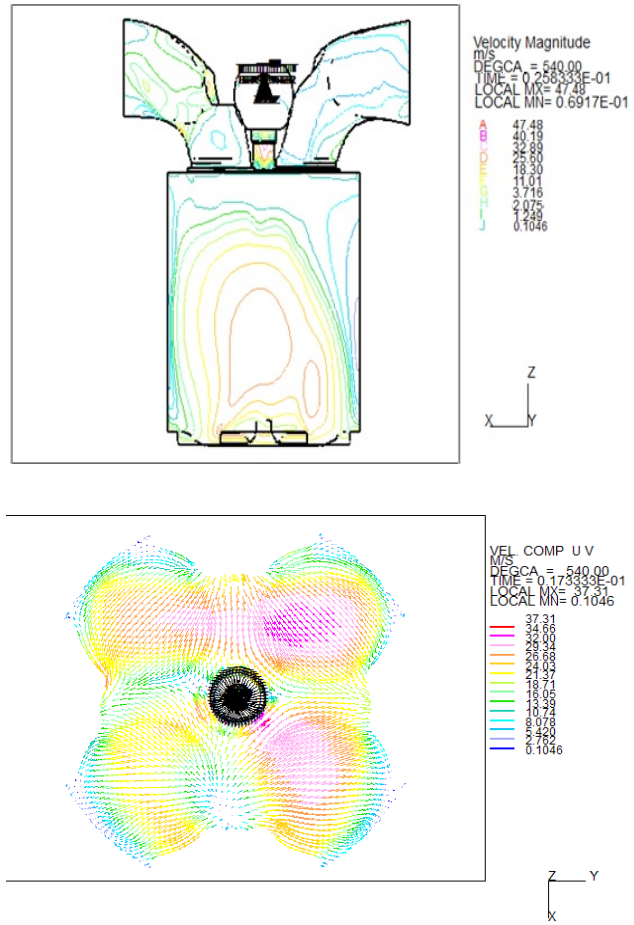 Velocity Magnitude
m/s
DEGCA = 540.00
TIME = 0.258333E-01
LOCAL MX= 47.48
LOCAL MN= 0.6917E-01
A 47.48
B 40.19
C 32.89
D 25.60
E 18.30
F 11.01
G 3.716
H 2.075
I 1.249
J 0.1046
Z
X Y
VEL. COMP U V
M/S
DEGCA = 540.00
TIME = 0.173333E-01
LOCAL MX= 37.31
LOCAL MN= 0.1046
37.31
34.66
32.00
29.34
26.68
24.03
21.37
18.71
16.05
13.39
10.74
8.078
5.420
2.762
0.1046
Z Y
X